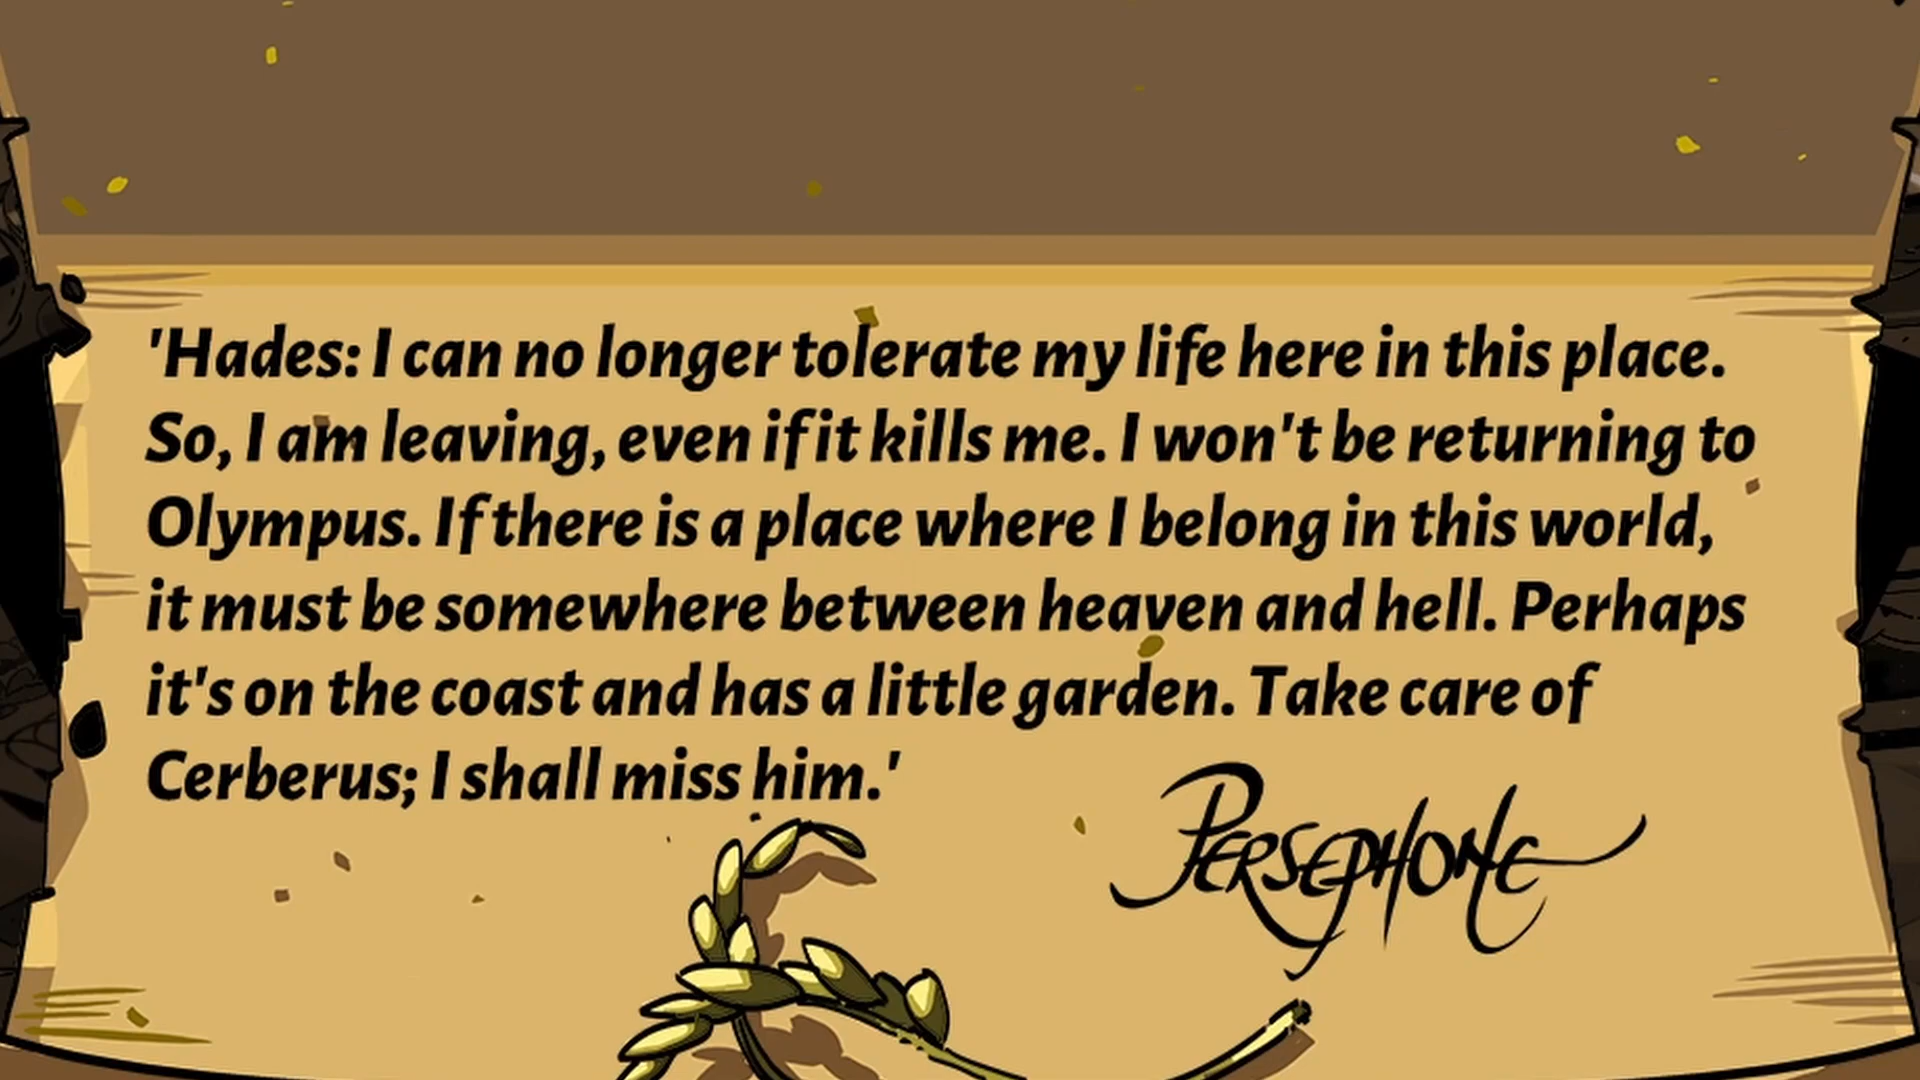 'Hades: I can no longer tolerate my life here in this place.
So, I am leaving, even if it kills me. I won't be returning to
Olympus. If there is a place where I belong in this world,
it must be somewhere between heaven and hell. Perhaps
it's on the coast and has a little garden. Take care of
Cerberus; I shall miss him.'
Persephone